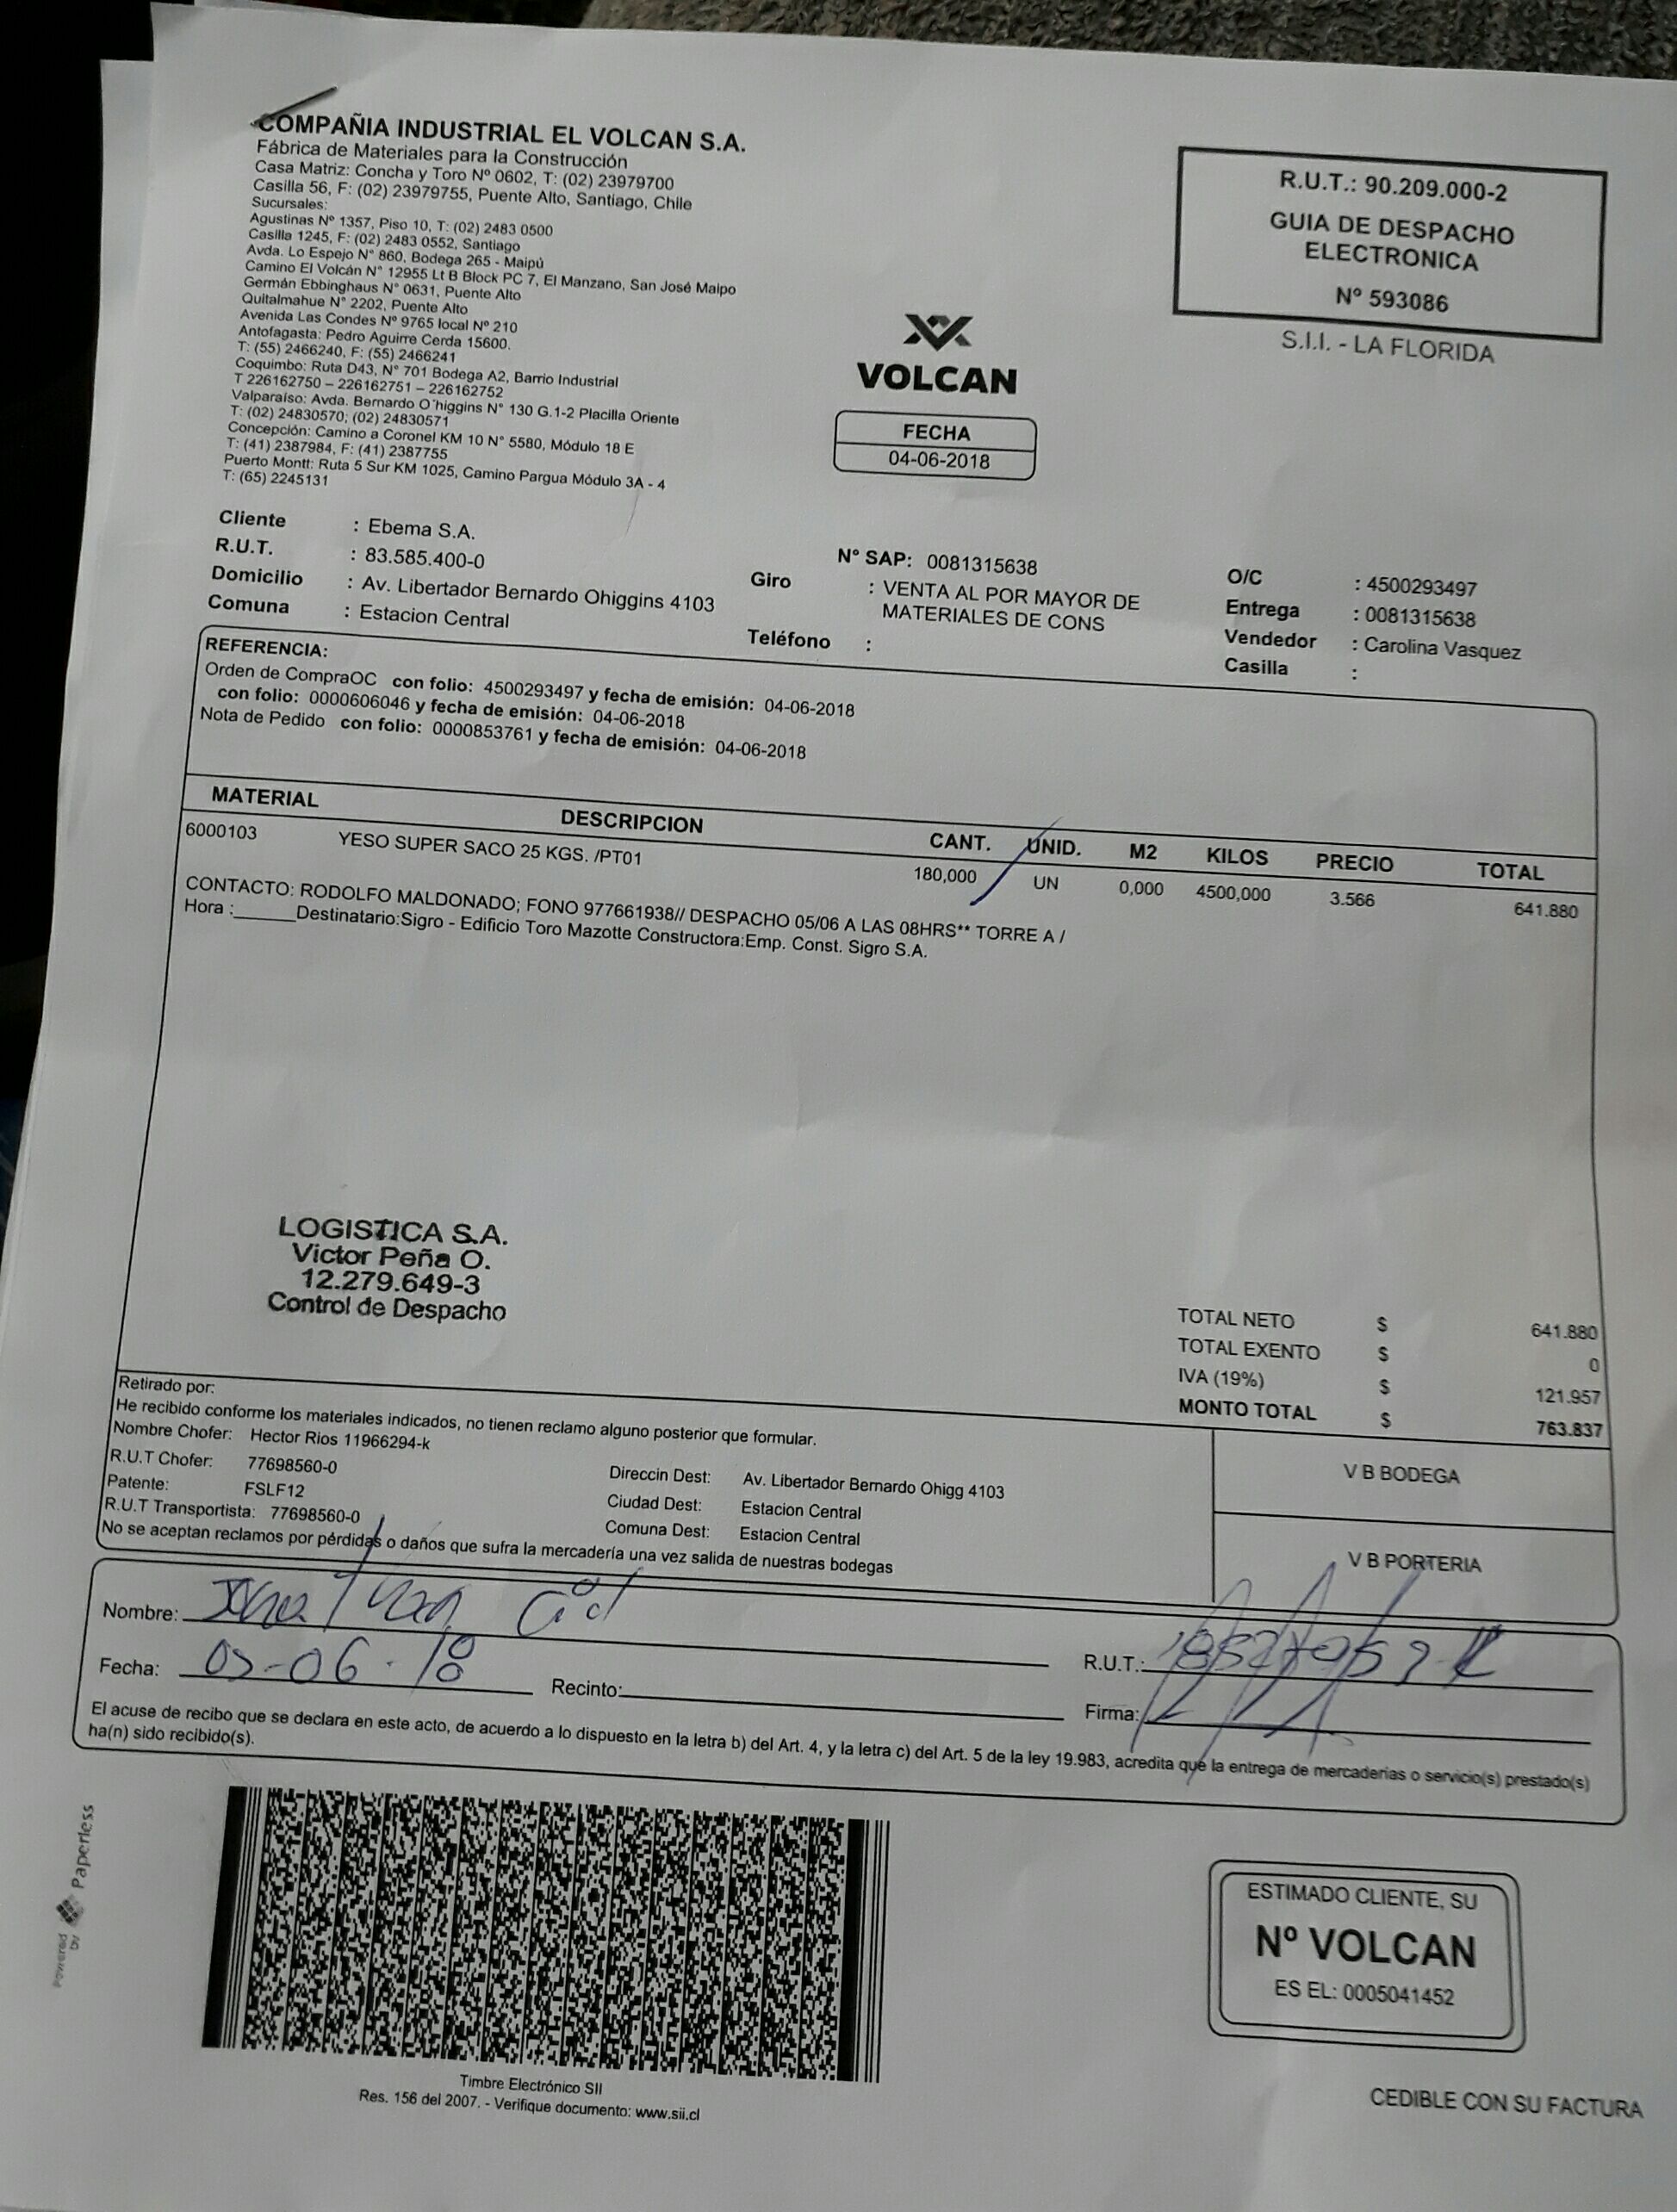 COMPAÑIA INDUSTRIAL EL VOLCAN S.A.
Fábrica de Materiales para la Construcción
Casa Matriz: Concha y Toro Nº 0602, T: (02) 23979700
Casilla 56, F: (02) 23979755, Puente Alto, Santiago, Chile
Sucursales:
Agustinas Nº 1357, Piso 10, T: (02) 2483 0500
Casilla 1245, F: (02) 2483 0552, Santiago
Avda. Lo Espejo N° 860, Bodega 265 - Maipú
Camino El Volcán N° 12955 Lt B Block PC 7, El Manzano, San José Maipo
Germán Ebbinghaus N° 0631, Puente Alto
Quitalmahue N° 2202, Puente Alto
Avenida Las Condes Nº 9765 local Nº 210
Antofagasta: Pedro Aguirre Cerda 15600.
T: (55) 2466240, F: (55) 2466241
Coquimbo: Ruta D43, N° 701 Bodega A2, Barrio Industrial
T 226162750 – 226162751 – 226162752
Valparaíso: Avda. Bernardo O´higgins N° 130 G.1-2 Placilla Oriente
T: (02) 24830570; (02) 24830571
Concepción: Camino a Coronel KM 10 N° 5580, Módulo 18 E
T: (41) 2387984, F: (41) 2387755
Puerto Montt: Ruta 5 Sur KM 1025, Camino Pargua Módulo 3A - 4
T: (65) 2245131
R.U.T.: 90.209.000-2
GUIA DE DESPACHO
ELECTRONICA
Nº 593086
S.I.I. - LA FLORIDA
VOLCAN
FECHA
04-06-2018
Cliente : Ebema S.A.
R.U.T. : 83.585.400-0
Domicilio : Av. Libertador Bernardo Ohiggins 4103
Comuna : Estacion Central
N° SAP: 0081315638
Giro : VENTA AL POR MAYOR DE
MATERIALES DE CONS
Teléfono :
O/C : 4500293497
Entrega : 0081315638
Vendedor : Carolina Vasquez
Casilla :
REFERENCIA:
Orden de CompraOC con folio: 4500293497 y fecha de emisión: 04-06-2018
con folio: 0000606046 y fecha de emisión: 04-06-2018
Nota de Pedido con folio: 0000853761 y fecha de emisión: 04-06-2018
MATERIAL DESCRIPCION CANT. UNID. M2 KILOS PRECIO TOTAL
6000103 YESO SUPER SACO 25 KGS. /PT01 180,000 UN 0,000 4500,000 3.566 641.880
CONTACTO: RODOLFO MALDONADO; FONO 977661938// DESPACHO 05/06 A LAS 08HRS** TORRE A /
Hora :______Destinatario:Sigro - Edificio Toro Mazotte Constructora:Emp. Const. Sigro S.A.
LOGISTICA S.A.
Victor Peña O.
12.279.649-3
Control de Despacho
TOTAL NETO $ 641.880
TOTAL EXENTO $ 0
IVA (19%) $ 121.957
MONTO TOTAL $ 763.837
Retirado por:
He recibido conforme los materiales indicados, no tienen reclamo alguno posterior que formular.
Nombre Chofer: Hector Rios 11966294-k
R.U.T Chofer: 77698560-0
Patente: FSLF12
R.U.T Transportista: 77698560-0
Direccin Dest: Av. Libertador Bernardo Ohigg 4103
Ciudad Dest: Estacion Central
Comuna Dest: Estacion Central
No se aceptan reclamos por pérdidas o daños que sufra la mercadería una vez salida de nuestras bodegas
V B BODEGA
V B PORTERIA
Nombre: Cid
Fecha: 05-06-18
Recinto:
R.U.T.:
Firma:
El acuse de recibo que se declara en este acto, de acuerdo a lo dispuesto en la letra b) del Art. 4, y la letra c) del Art. 5 de la ley 19.983, acredita que la entrega de mercaderias o servicio(s) prestado(s)
ha(n) sido recibido(s).
Powered by Paperless
Timbre Electrónico SII
Res. 156 del 2007. - Verifique documento: www.sii.cl
ESTIMADO CLIENTE, SU
Nº VOLCAN
ES EL: 0005041452
CEDIBLE CON SU FACTURA